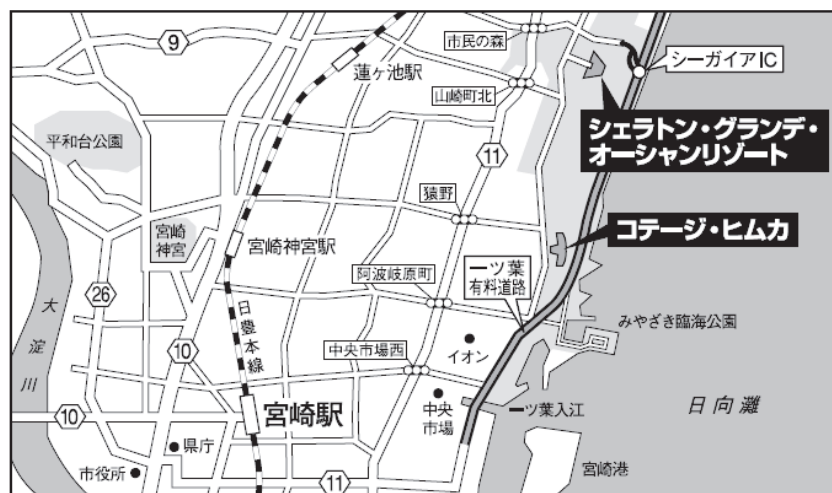 市民の森
9
シーガイアIC
蓮ヶ池駅
山崎町北
シェラトン・グランデ・
オーシャンリゾート
平和台公園
11
猿野
宮崎
神宮
宮崎神宮駅
コテージ・ヒムカ
一ツ葉
有料道路
阿波岐原町
26
大淀川
日豊本線
みやざき臨海公園
10
中央市場西
イオン
宮崎駅
中央
市場
一ツ葉入江
日向灘
10
県庁
市役所
11
宮崎港